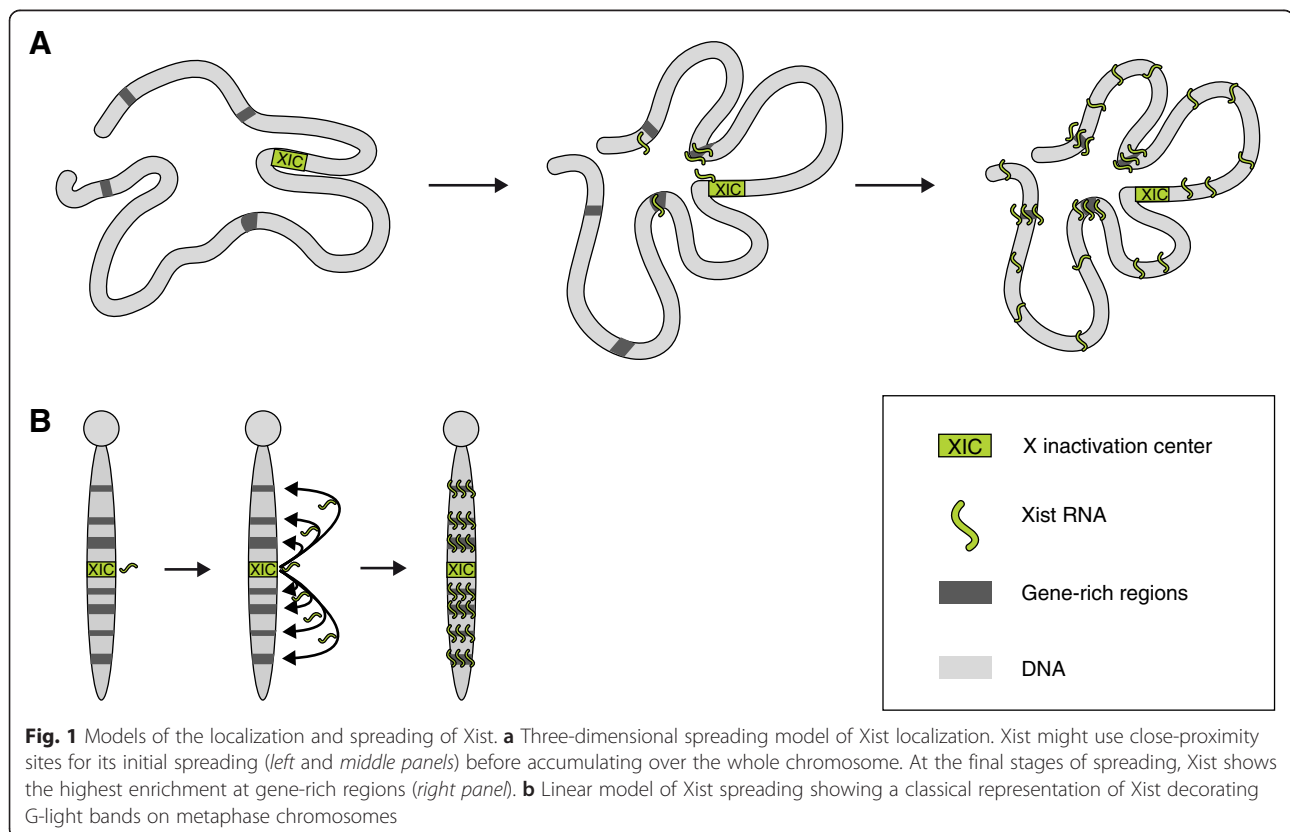 A
XIC
XIC
XIC
B
XIC
XIC
XIC
XIC X inactivation center
Xist RNA
Gene-rich regions
DNA
Fig. 1 Models of the localization and spreading of Xist. a Three-dimensional spreading model of Xist localization. Xist might use close-proximity
sites for its initial spreading (left and middle panels) before accumulating over the whole chromosome. At the final stages of spreading, Xist shows
the highest enrichment at gene-rich regions (right panel). b Linear model of Xist spreading showing a classical representation of Xist decorating
G-light bands on metaphase chromosomes